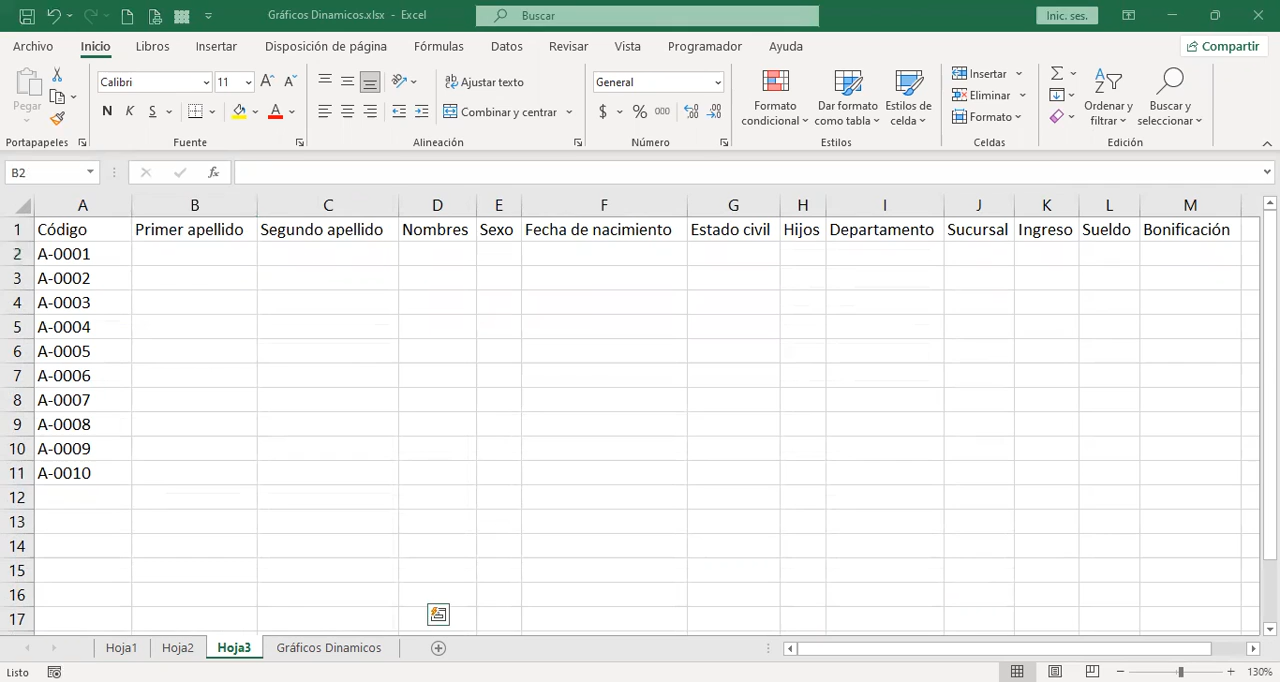 Gráficos Dinamicos.xlsx - Excel
Buscar
Inic. ses.
Archivo Inicio Libros Insertar Disposición de página Fórmulas Datos Revisar Vista Programador Ayuda
Compartir
Pegar
Calibri 11
N K S
Ajustar texto
Combinar y centrar
General
$ % 000
Formato condicional
Dar formato como tabla
Estilos de celda
Insertar
Eliminar
Formato
Ordenar y filtrar
Buscar y seleccionar
Portapapeles Fuente Alineación Número Estilos Celdas Edición
B2 fx
A B C D E F G H I J K L M
1 Código Primer apellido Segundo apellido Nombres Sexo Fecha de nacimiento Estado civil Hijos Departamento Sucursal Ingreso Sueldo Bonificación
2 A-0001
3 A-0002
4 A-0003
5 A-0004
6 A-0005
7 A-0006
8 A-0007
9 A-0008
10 A-0009
11 A-0010
12
13
14
15
16
17
Hoja1 Hoja2 Hoja3 Gráficos Dinamicos
Listo 130%